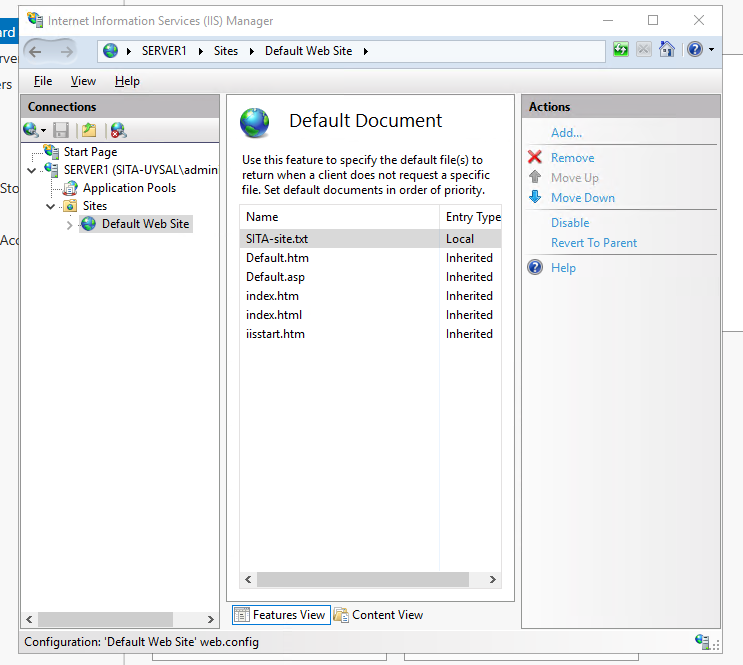 Internet Information Services (IIS) Manager
SERVER1 Sites Default Web Site
File View Help
Connections
Start Page
SERVER1 (SITA-UYSAL\admin
Application Pools
Sites
Default Web Site
Default Document
Use this feature to specify the default file(s) to
return when a client does not request a specific
file. Set default documents in order of priority.
Name Entry Type
SITA-site.txt Local
Default.htm Inherited
Default.asp Inherited
index.htm Inherited
index.html Inherited
iisstart.htm Inherited
Features View Content View
Actions
Add...
Remove
Move Up
Move Down
Disable
Revert To Parent
Help
Configuration: 'Default Web Site' web.config